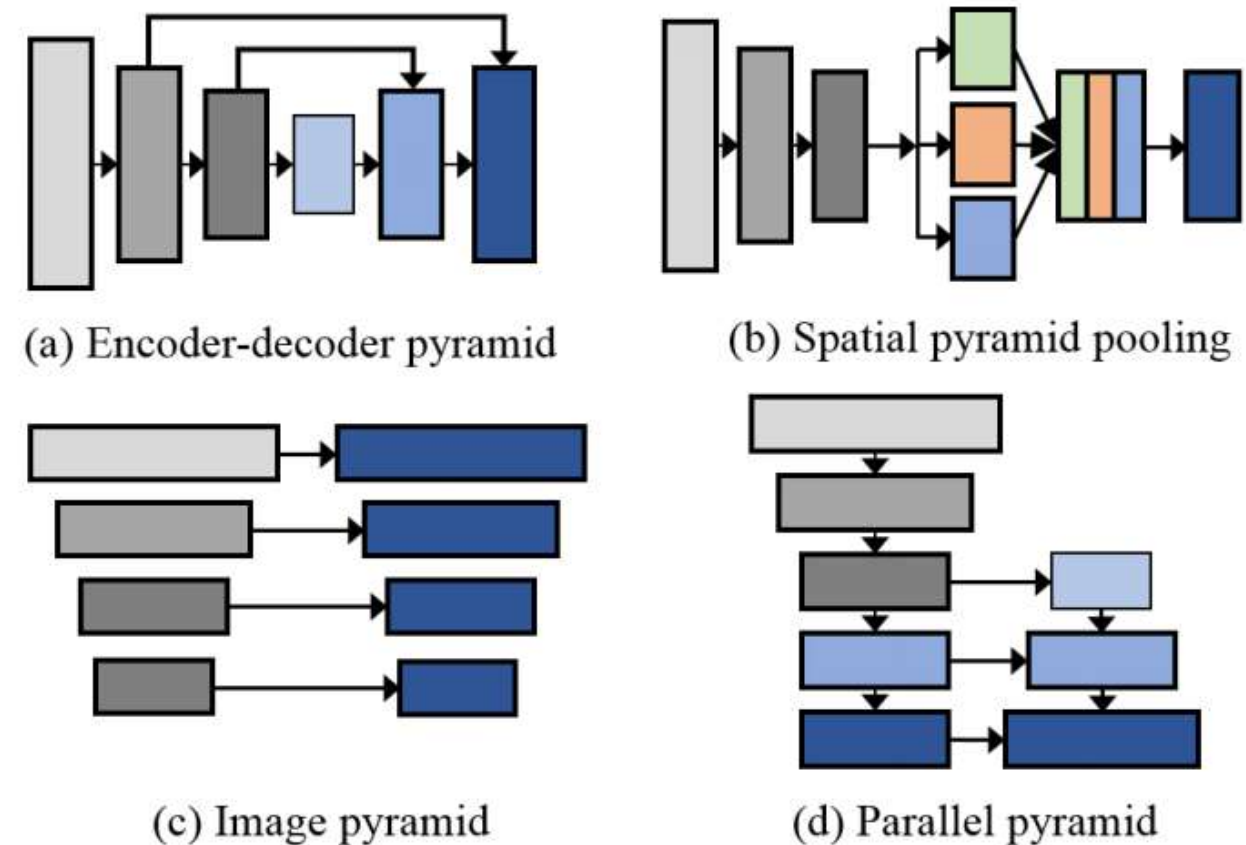 (a) Encoder-decoder pyramid
(b) Spatial pyramid pooling
(c) Image pyramid
(d) Parallel pyramid